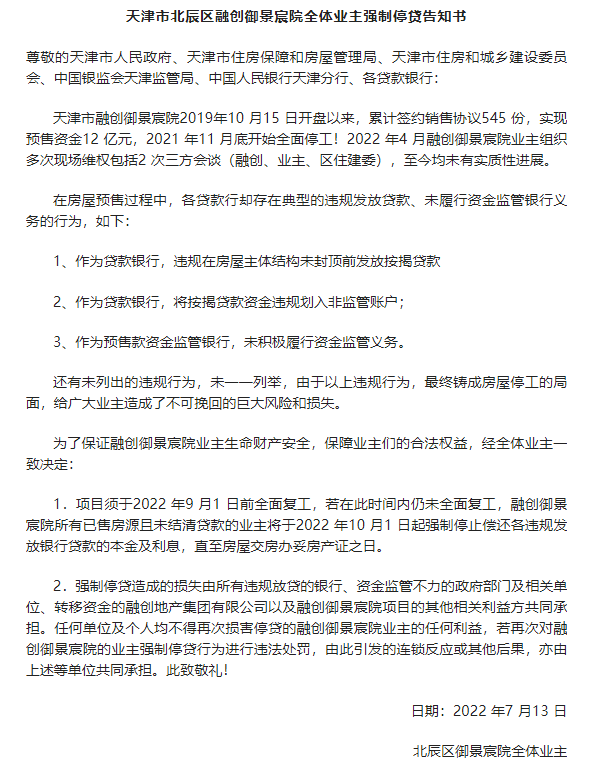 天津市北辰区融创御景宸院全体业主强制停贷告知书
尊敬的天津市人民政府、天津市住房保障和房屋管理局、天津市住房和城乡建设委员
会、中国银监会天津监管局、中国人民银行天津分行、各贷款银行：
天津市融创御景宸院2019年10 月15 日开盘以来，累计签约销售协议545 份，实现
预售资金12 亿元，2021 年11 月底开始全面停工！2022 年4 月融创御景宸院业主组织
多次现场维权包括2 次三方会谈（融创、业主、区住建委），至今均未有实质性进展。
在房屋预售过程中，各贷款行却存在典型的违规发放贷款、未履行资金监管银行义
务的行为，如下：
1、作为贷款银行，违规在房屋主体结构未封顶前发放按揭贷款
2、作为贷款银行，将按揭贷款资金违规划入非监管账户；
3、作为预售款资金监管银行，未积极履行资金监管义务。
还有未列出的违规行为，未一一列举，由于以上违规行为，最终铸成房屋停工的局
面，给广大业主造成了不可挽回的巨大风险和损失。
为了保证融创御景宸院业主生命财产安全，保障业主们的合法权益，经全体业主一
致决定：
1．项目须于2022 年9 月1 日前全面复工，若在此时间内仍未全面复工，融创御景
宸院所有已售房源且未结清贷款的业主将于2022 年10 月1 日起强制停止偿还各违规发
放银行贷款的本金及利息，直至房屋交房办妥房产证之日。
2．强制停贷造成的损失由所有违规放贷的银行、资金监管不力的政府部门及相关单
位、转移资金的融创地产集团有限公司以及融创御景宸院项目的其他相关利益方共同承
担。任何单位及个人均不得再次损害停贷的融创御景宸院业主的任何利益，若再次对融
创御景宸院的业主强制停贷行为进行违法处罚，由此引发的连锁反应或其他后果，亦由
上述等单位共同承担。此致敬礼！
日期：2022 年7 月13 日
北辰区御景宸院全体业主